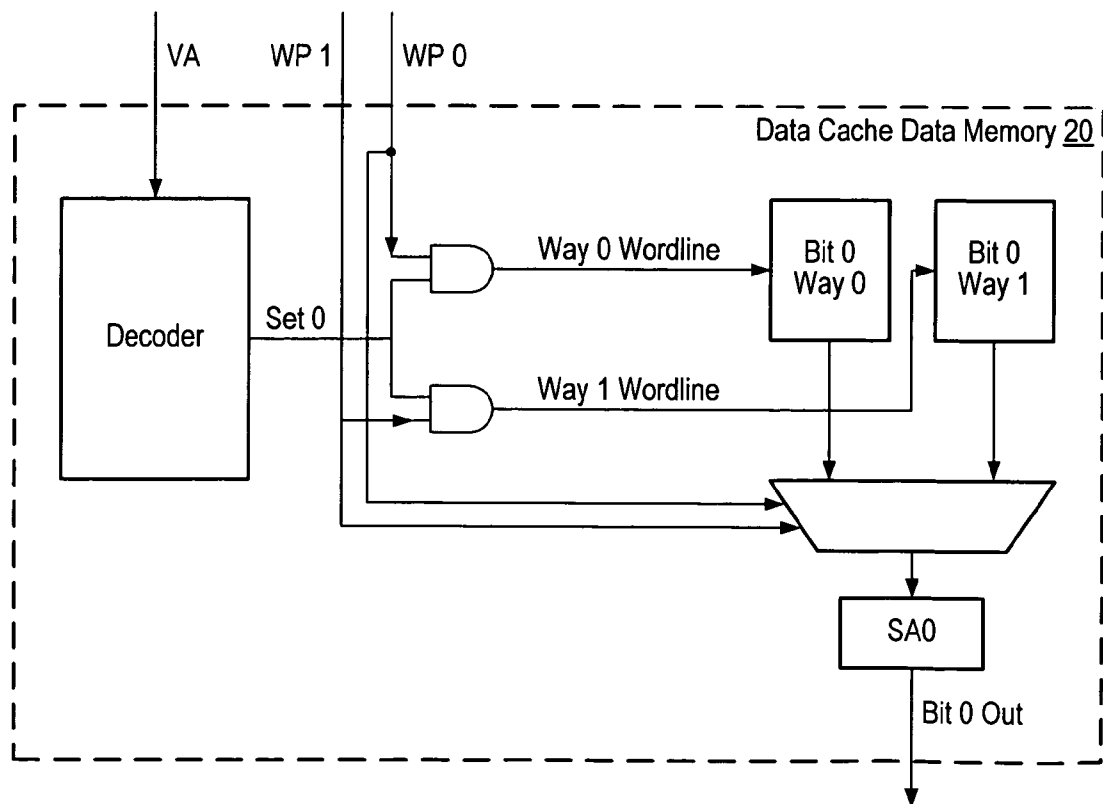 VA
WP 1
WP 0
Data Cache Data Memory 20
Decoder
Set 0
Way 0 Wordline
Way 1 Wordline
Bit 0
Way 0
Bit 0
Way 1
SA0
Bit 0 Out